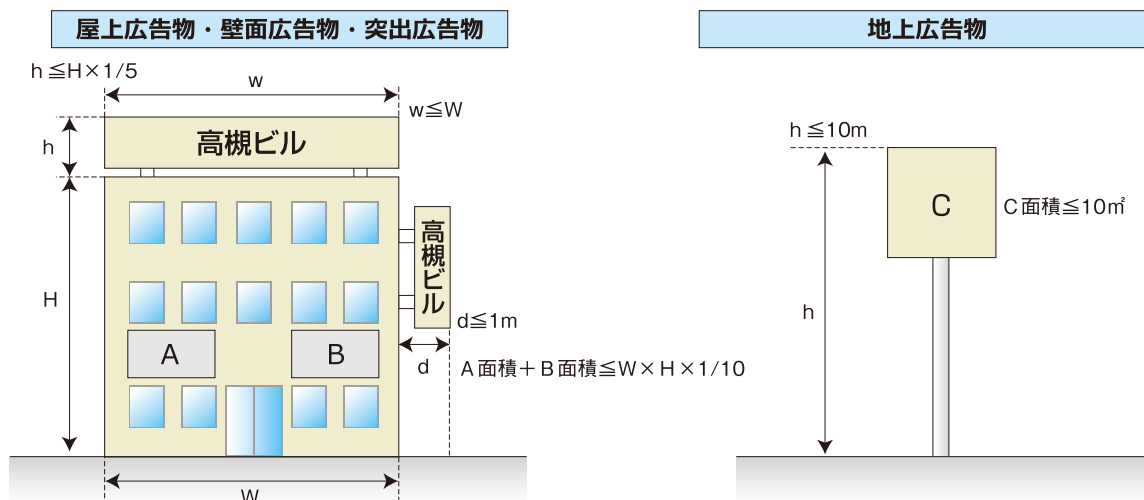 屋上広告物・壁面広告物・突出広告物
h≦H×1/5
w
w≦W
h
高槻ビル
H
高槻ビル
A
B
d≦1m
d
A面積+B面積≦W×H×1/10
W
地上広告物
h≦10m
C
C面積≦10㎡
h